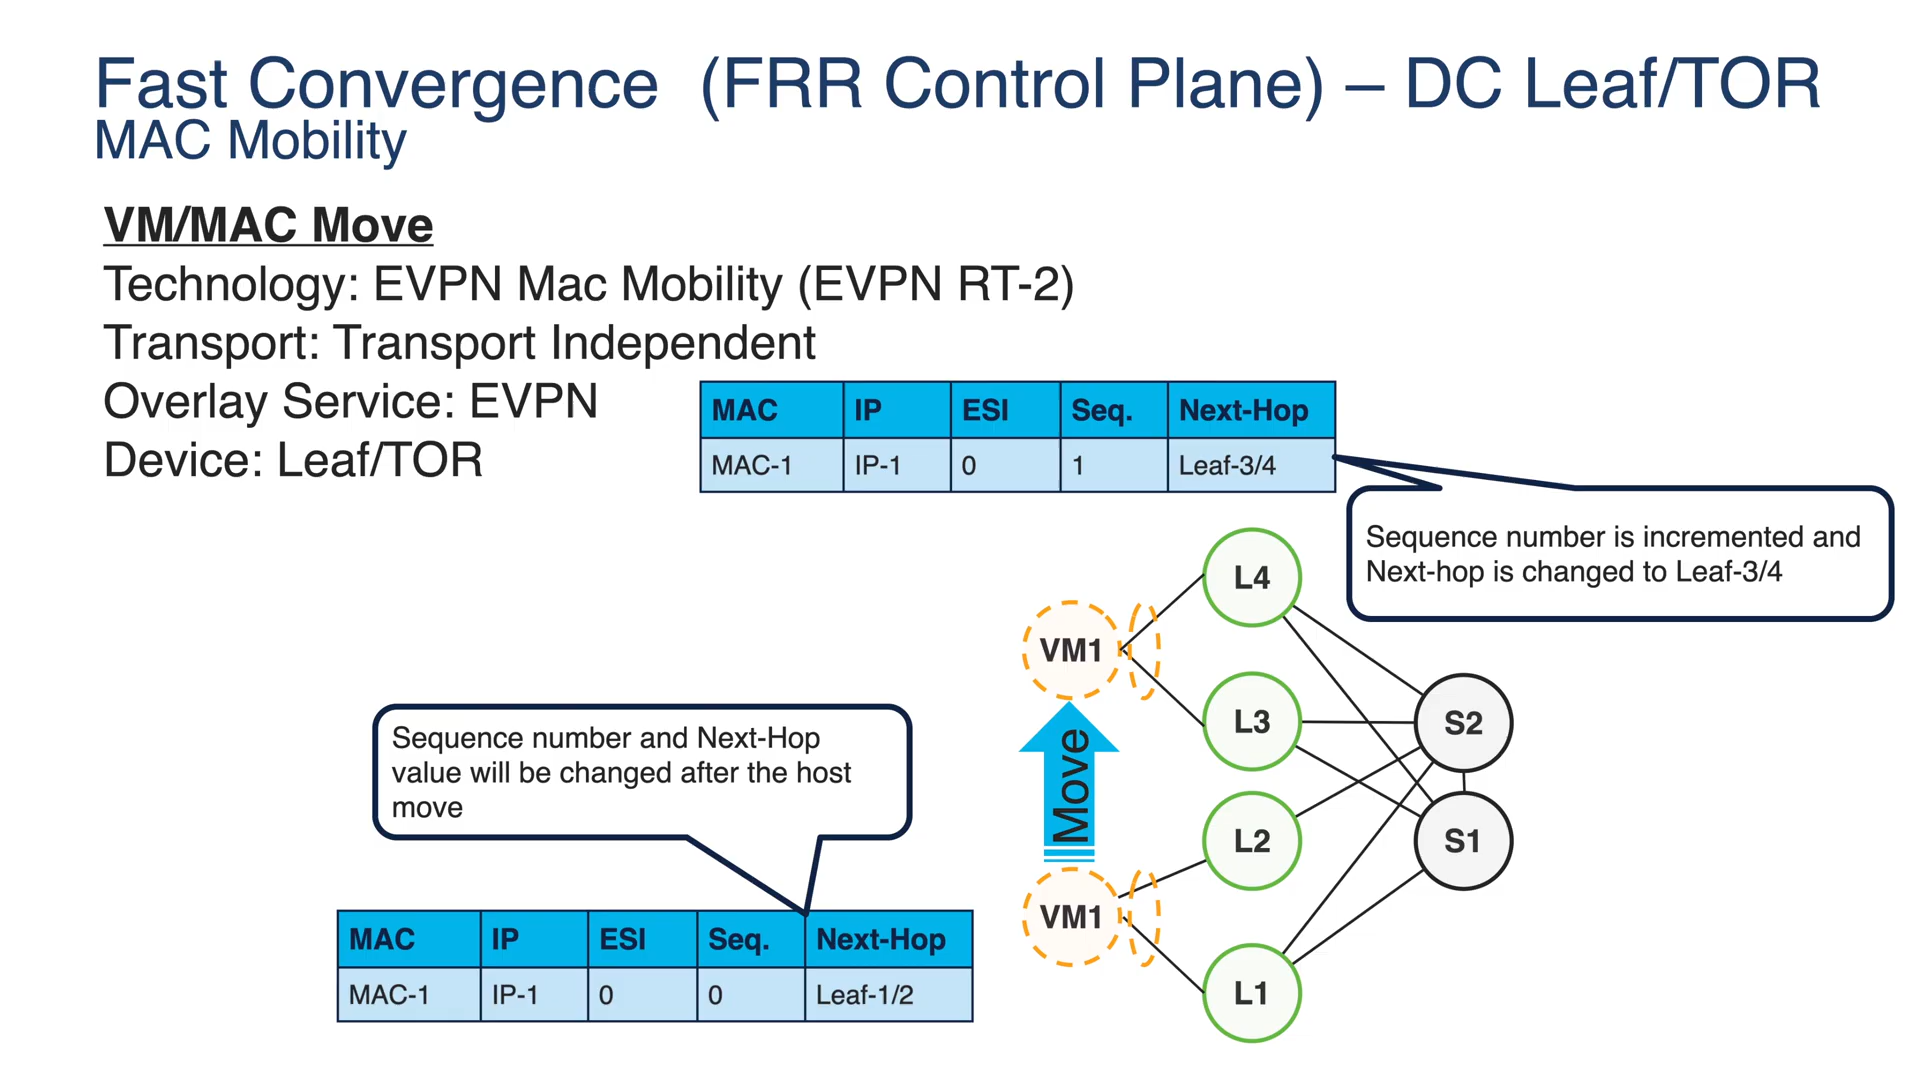 Fast Convergence (FRR Control Plane) – DC Leaf/TOR
MAC Mobility
VM/MAC Move
Technology: EVPN Mac Mobility (EVPN RT-2)
Transport: Transport Independent
Overlay Service: EVPN
Device: Leaf/TOR
MAC IP ESI Seq. Next-Hop
MAC-1 IP-1 0 1 Leaf-3/4
Sequence number is incremented and
Next-hop is changed to Leaf-3/4
L4
VM1
L3
S2
Move
L2
S1
VM1
L1
Sequence number and Next-Hop
value will be changed after the host
move
MAC IP ESI Seq. Next-Hop
MAC-1 IP-1 0 0 Leaf-1/2